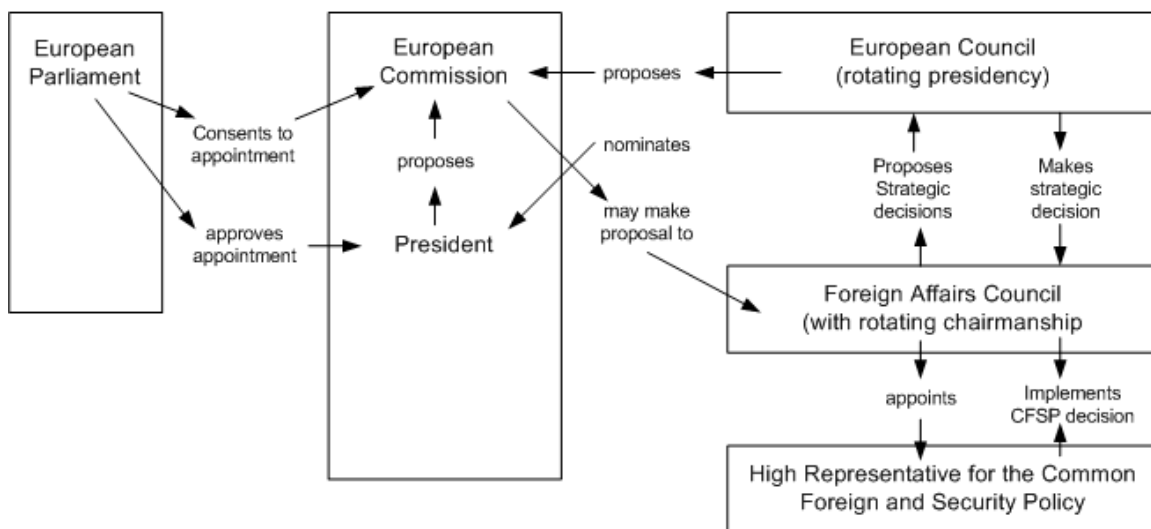 European
Parliament
Consents to
appointment
approves
appointment
European
Commission
proposes
President
proposes
nominates
may make
proposal to
European Council
(rotating presidency)
Proposes
Strategic
decisions
Makes
strategic
decision
Foreign Affairs Council
(with rotating chairmanship
appoints
Implements
CFSP decision
High Representative for the Common
Foreign and Security Policy